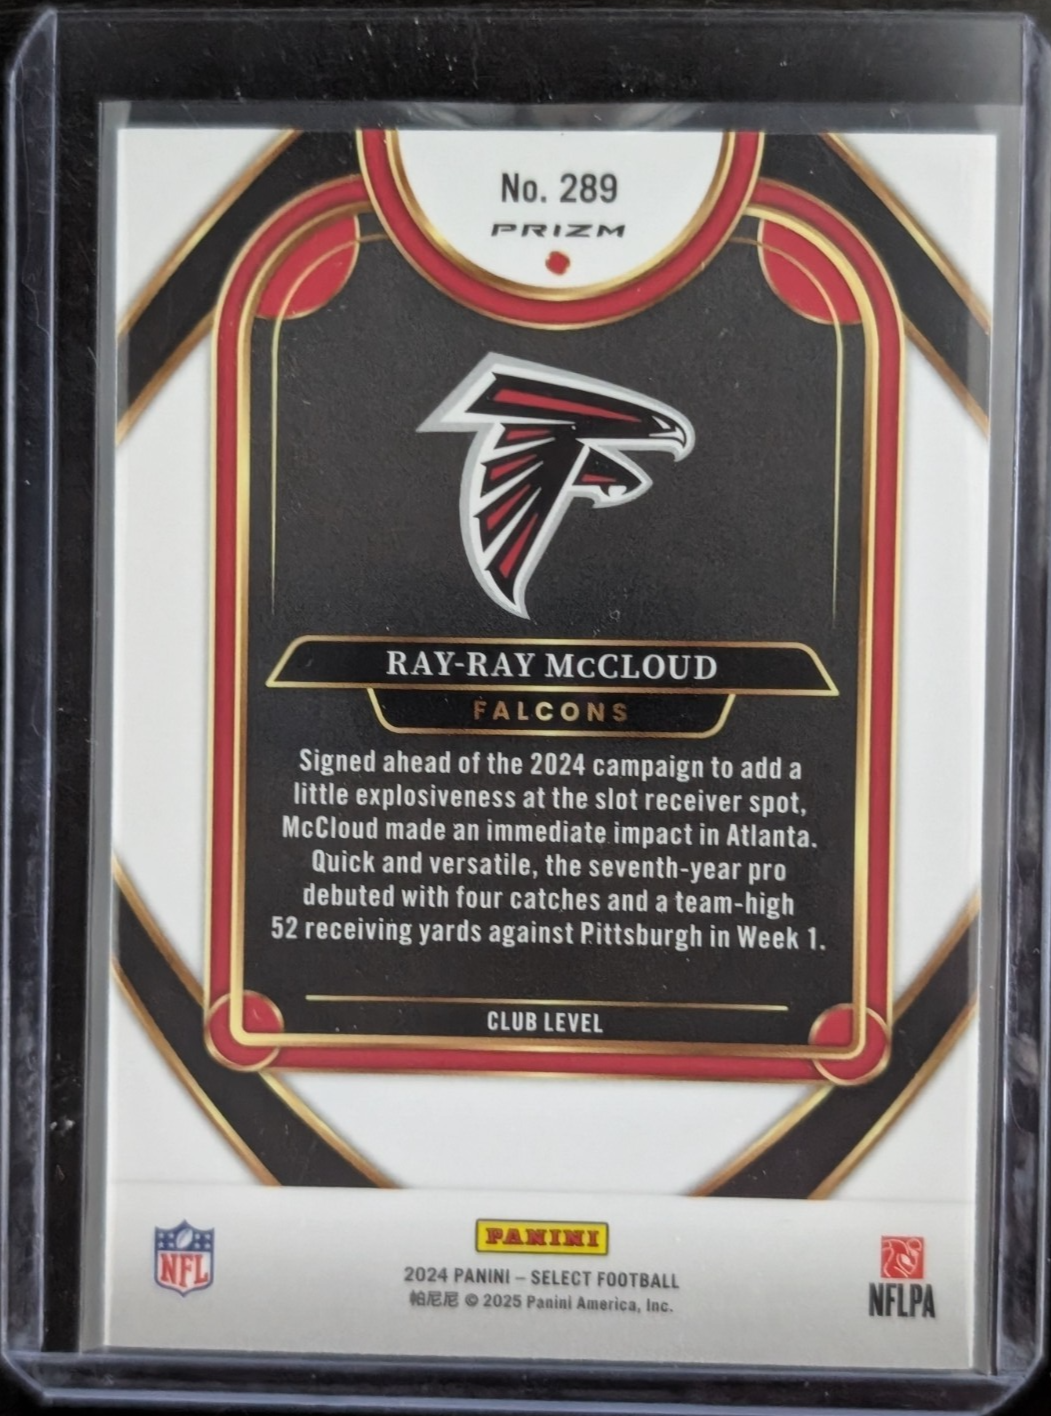 No. 289
PRIZM
RAY-RAY McCLOUD
FALCONS
Signed ahead of the 2024 campaign to add a
little explosiveness at the slot receiver spot,
McCloud made an immediate impact in Atlanta.
Quick and versatile, the seventh-year pro
debuted with four catches and a team-high
52 receiving yards against Pittsburgh in Week 1.
CLUB LEVEL
NFL
PANINI
2024 PANINI – SELECT FOOTBALL
帕尼尼 © 2025 Panini America, Inc.
NFLPA